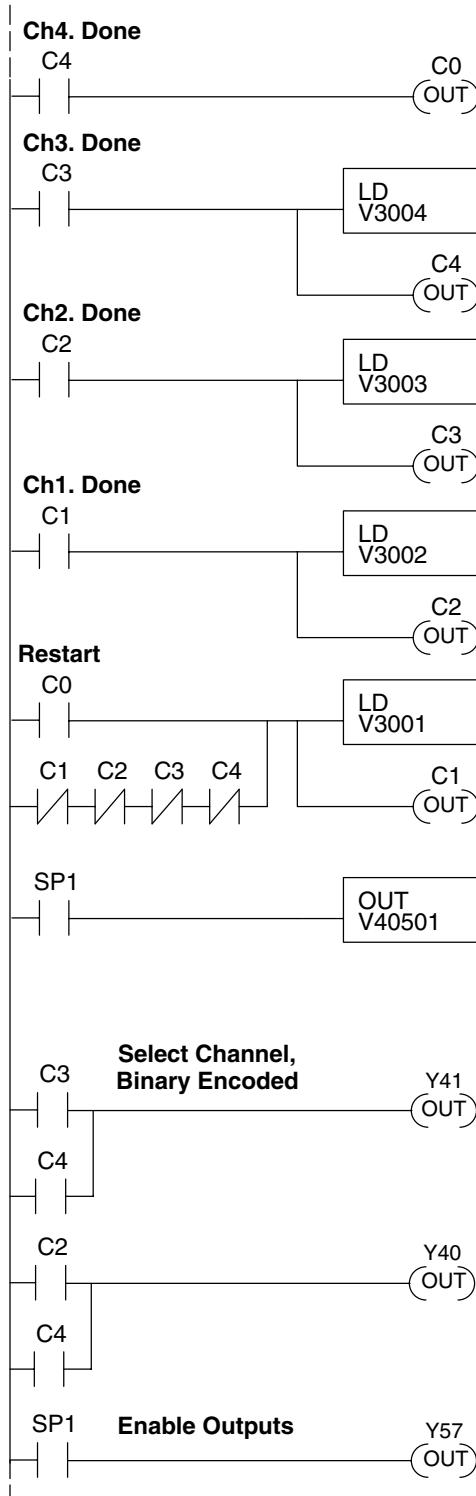 Ch4. Done
C4
C0
OUT
Ch3. Done
C3
LD
V3004
C4
OUT
Ch2. Done
C2
LD
V3003
C3
OUT
Ch1. Done
C1
LD
V3002
C2
OUT
Restart
C0
LD
V3001
C1 C2 C3 C4
C1
OUT
SP1
OUT
V40501
Select Channel,
Binary Encoded
C3
Y41
OUT
C4
C2
Y40
OUT
C4
SP1
Enable Outputs
Y57
OUT